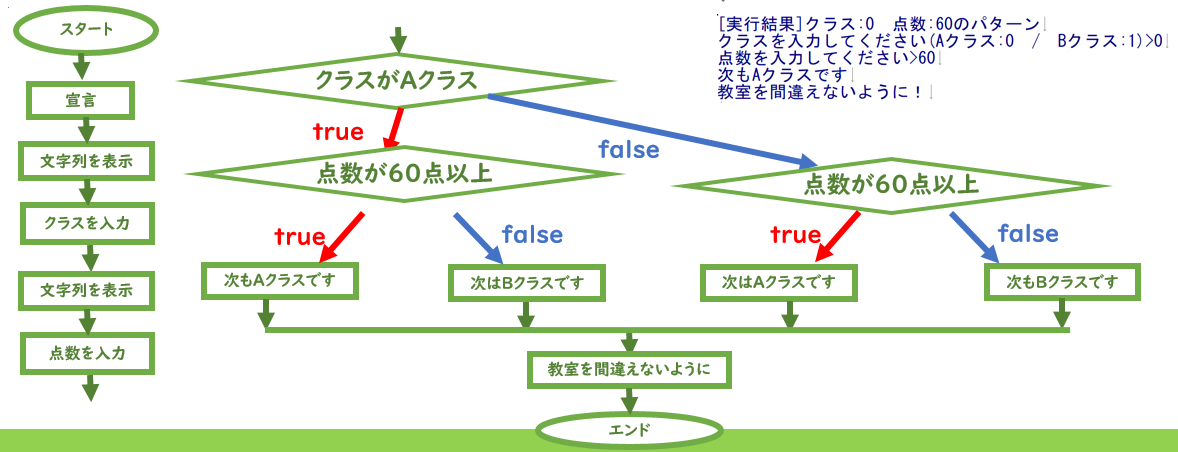 スタート
宣言
文字列を表示
クラスを入力
文字列を表示
点数を入力
クラスがAクラス
true
false
点数が60点以上
点数が60点以上
true
false
true
false
次もAクラスです
次はBクラスです
次はAクラスです
次もBクラスです
教室を間違えないように
エンド
[実行結果]クラス:0　点数:60のパターン
クラスを入力してください(Aクラス:0　/　Bクラス:1)>0
点数を入力してください>60
次もAクラスです
教室を間違えないように！